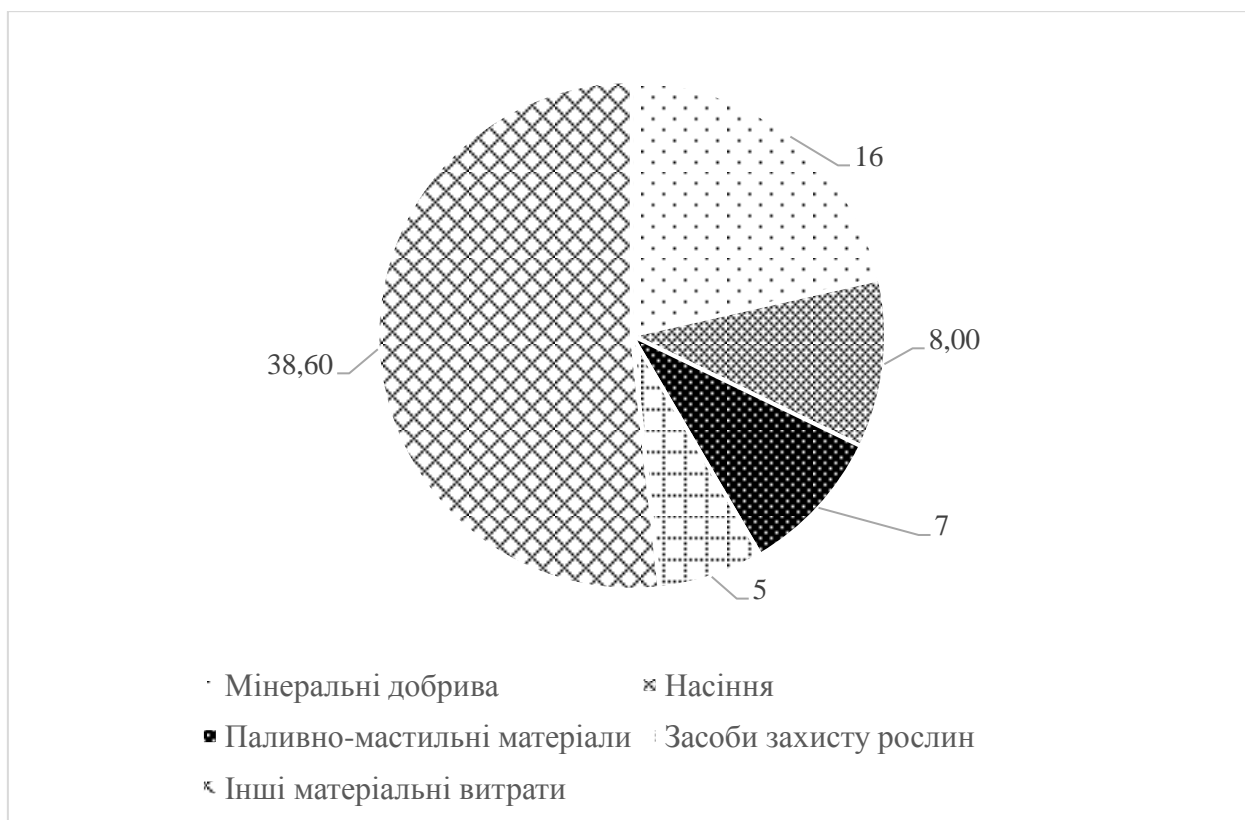 16
8,00
38,60
7
5
Мінеральні добрива
Насіння
Паливно-мастильні матеріали
Засоби захисту рослин
Інші матеріальні витрати